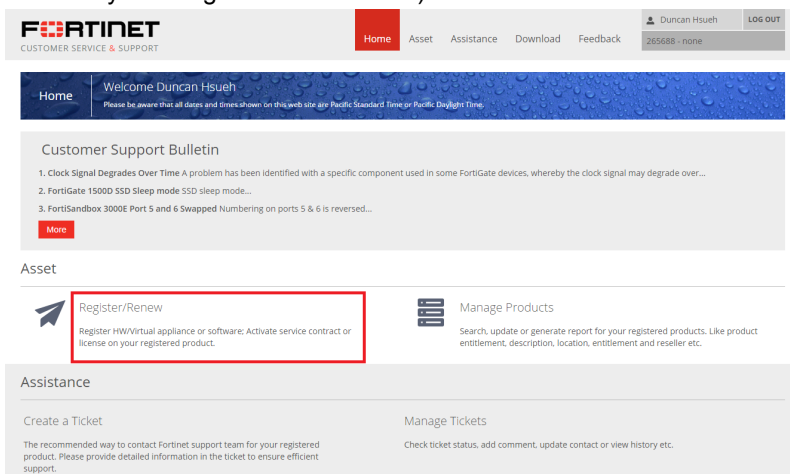 FORTINET
CUSTOMER SERVICE & SUPPORT
Home Asset Assistance Download Feedback
Duncan Hsueh LOG OUT
265688 - none
Home
Welcome Duncan Hsueh
Please be aware that all dates and times shown on this web site are Pacific Standard Time or Pacific Daylight Time.
Customer Support Bulletin
1. Clock Signal Degrades Over Time A problem has been identified with a specific component used in some FortiGate devices, whereby the clock signal may degrade over...
2. FortiGate 1500D SSD Sleep mode SSD sleep mode...
3. FortiSandbox 3000E Port 5 and 6 Swapped Numbering on ports 5 & 6 is reversed...
More
Asset
Register/Renew
Register HW/Virtual appliance or software; Activate service contract or
license on your registered product.
Manage Products
Search, update or generate report for your registered products. Like product
entitlement, description, location, entitlement and reseller etc.
Assistance
Create a Ticket
The recommended way to contact Fortinet support team for your registered
product. Please provide detailed information in the ticket to ensure efficient
support.
Manage Tickets
Check ticket status, add comment, update contact or view history etc.